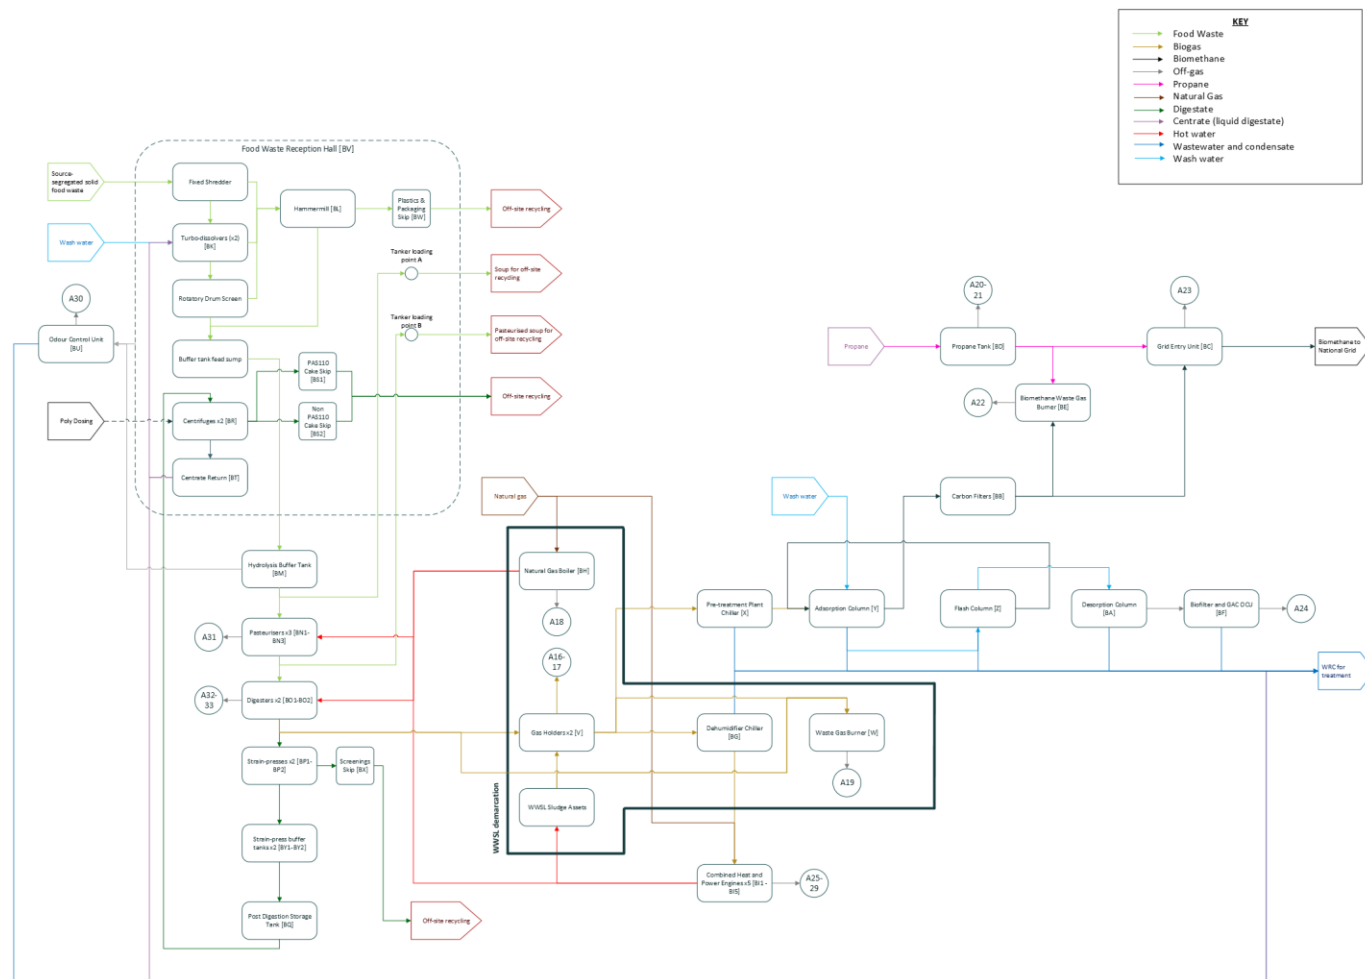 KEY
Food Waste
Biogas
Biomethane
Off-gas
Propane
Natural Gas
Digestate
Centrate (liquid digestate)
Hot water
Wastewater and condensate
Wash water
Food Waste Reception Hall [BV]
Source-
segregated solid
food waste
Fixed Shredder
Hammermill [BL]
Plastics &
Packaging
Skip [BW]
Off-site recycling
Wash water
Turbo-dissolvers (x2)
[BK]
Tanker loading
point A
Soup for off-site
recycling
A30
Rotatory Drum Screen
Odour Control Unit
[BU]
Buffer tank feed sump
Tanker loading
point B
Pasteurised soup for
off-site recycling
PAS110
Cake Skip
[BS1]
Off-site recycling
Poly Dosing
Centrifuges x2 [BR]
Non
PAS110
Cake Skip
[BS2]
Centrate Return [BT]
A20-
21
A23
Propane
Propane Tank [BD]
Grid Entry Unit [BC]
Biomethane to
National Grid
A22
Biomethane Waste Gas
Burner [BE]
Natural gas
Wash water
Carbon Filters [BB]
Hydrolysis Buffer Tank
[BM]
Natural Gas Boiler [BH]
A18
Pre-treatment Plant
Chiller [X]
Adsorption Column [Y]
Flash Column [Z]
Desorption Column
[BA]
Biofilter and GAC OCU
[BF]
A24
A31
Pasteurisers x3 [BN1-
BN3]
A16-
17
WRC for
treatment
A32-
33
Digesters x2 [BO1-BO2]
Gas Holders x2 [V]
Dehumidifier Chiller
[BG]
Waste Gas Burner [W]
A19
Strain-presses x2 [BP1-
BP2]
Screenings
Skip [BX]
WWSL Sludge Assets
WWSL demarcation
Strain-press buffer
tanks x2 [BY1-BY2]
Combined Heat and
Power Engines x5 [BI1 -
BI5]
A25-
29
Post Digestion Storage
Tank [BQ]
Off-site recycling